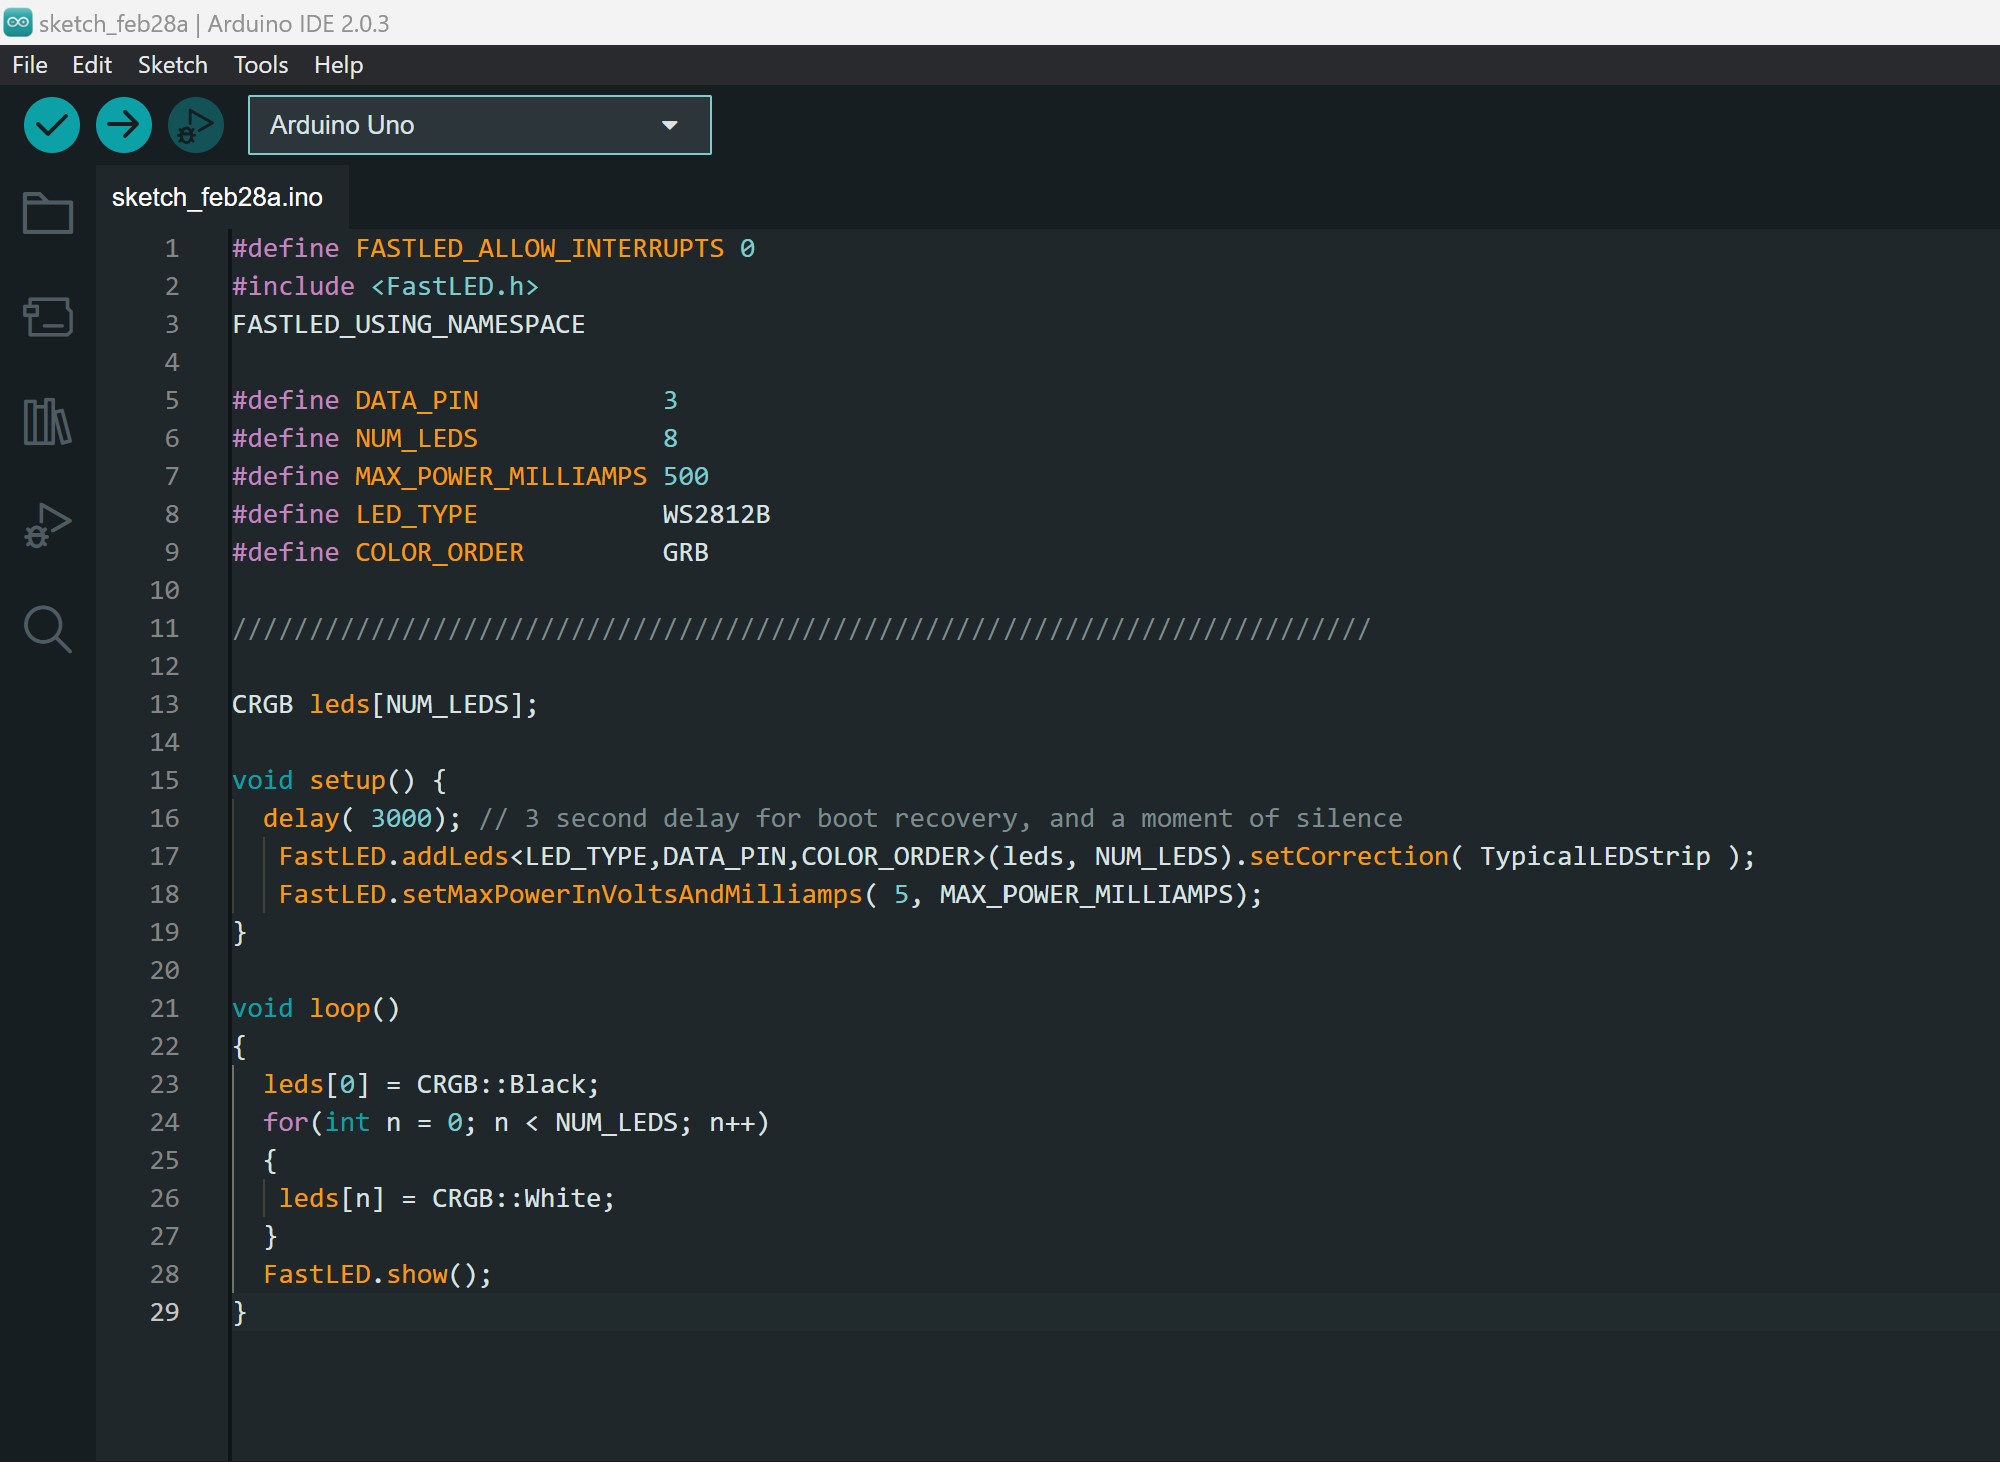 sketch_feb28a | Arduino IDE 2.0.3
File Edit Sketch Tools Help
Arduino Uno
sketch_feb28a.ino
1 #define FASTLED_ALLOW_INTERRUPTS 0
2 #include <FastLED.h>
3 FASTLED_USING_NAMESPACE
4
5 #define DATA_PIN            3
6 #define NUM_LEDS            8
7 #define MAX_POWER_MILLIAMPS 500
8 #define LED_TYPE            WS2812B
9 #define COLOR_ORDER         GRB
10
11 //////////////////////////////////////////////////////////////////////////
12
13 CRGB leds[NUM_LEDS];
14
15 void setup() {
16   delay( 3000); // 3 second delay for boot recovery, and a moment of silence
17    FastLED.addLeds<LED_TYPE,DATA_PIN,COLOR_ORDER>(leds, NUM_LEDS).setCorrection( TypicalLEDStrip );
18    FastLED.setMaxPowerInVoltsAndMilliamps( 5, MAX_POWER_MILLIAMPS);
19 }
20
21 void loop()
22 {
23   leds[0] = CRGB::Black;
24   for(int n = 0; n < NUM_LEDS; n++)
25   {
26    leds[n] = CRGB::White;
27   }
28   FastLED.show();
29 }